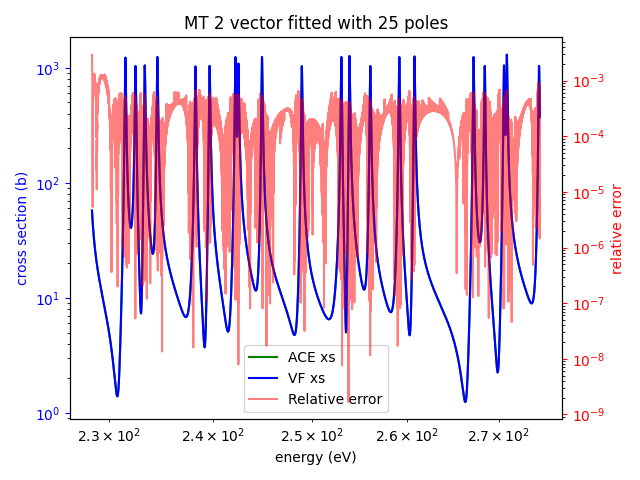 MT 2 vector fitted with 25 poles
10³
10²
10¹
10⁰
cross section (b)
10⁻³
10⁻⁴
10⁻⁵
10⁻⁶
10⁻⁷
10⁻⁸
10⁻⁹
relative error
ACE xs
VF xs
Relative error
2.3 × 10² 2.4 × 10² 2.5 × 10² 2.6 × 10² 2.7 × 10²
energy (eV)